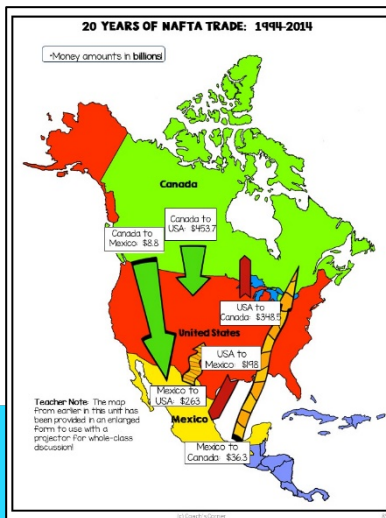 20 YEARS OF NAFTA TRADE: 1994-2014
*Money amounts in billions!
Canada
Canada to
USA: $453.7
Canada to
Mexico: $8.8
USA to
Canada: $348.5
United States
USA to
Mexico: $198
Mexico to
USA: $263
Teacher Note: The map
from earlier in this unit has
been provided in an enlarged
form to use with a
projector for whole-class
discussion!
Mexico
Mexico to
Canada: $36.3